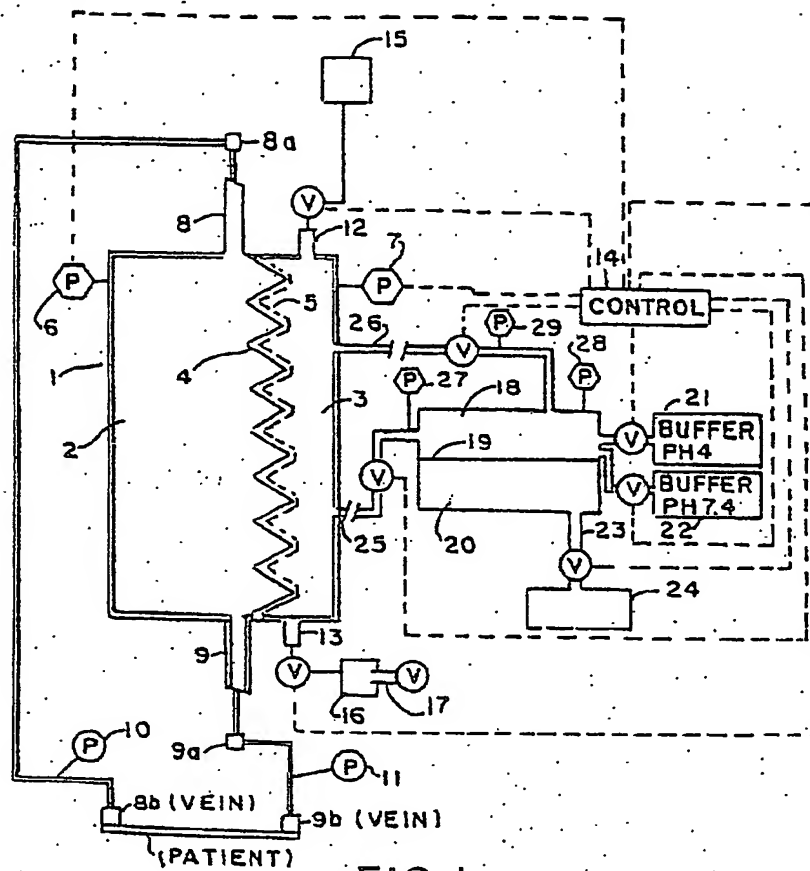 15
8a
V
8
12
7
14
P
P
CONTROL
6
5
26
P
29
V
28
1
4
P
27
P
18
21
2
3
19
V
BUFFER
PH4
V
20
V
BUFFER
PH7.4
25
23
22
V
24
9
13
V
V
16
17
P
10
9a
P
11
8b (VEIN)
9b (VEIN)
(PATIENT)